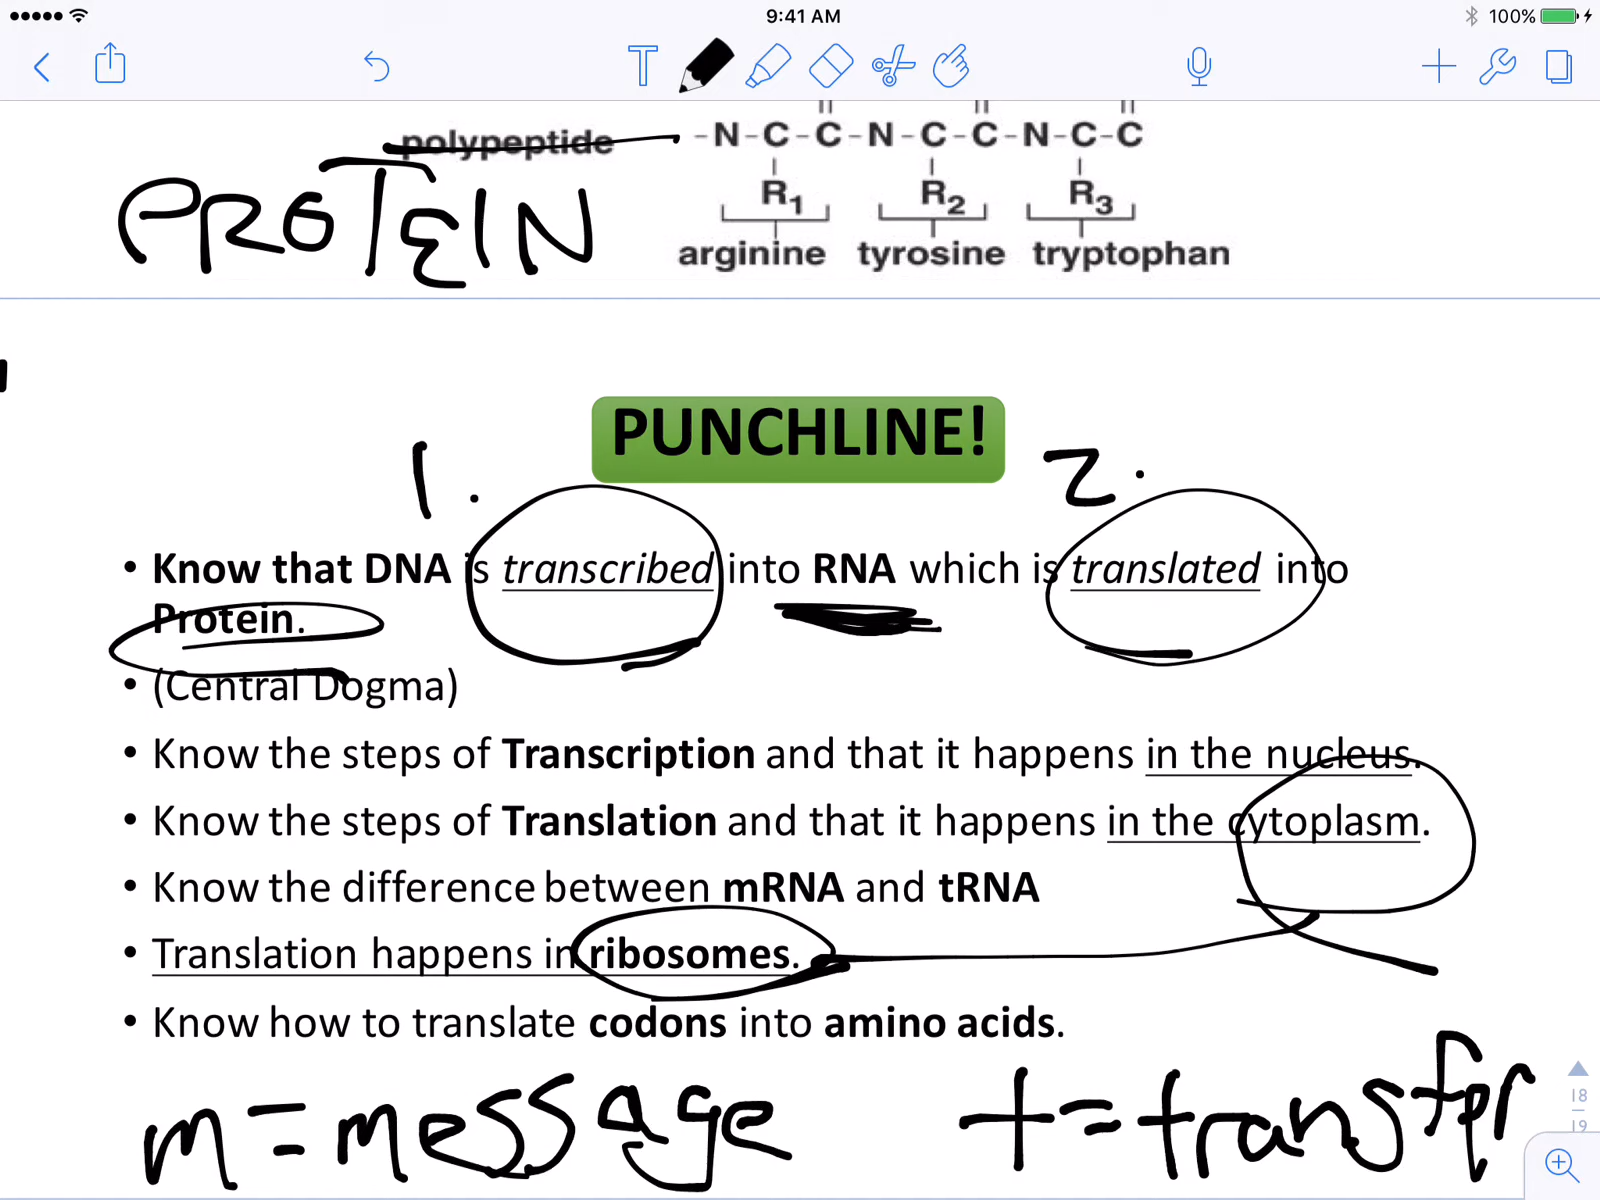 9:41 AM
100%
T
polypeptide
-N-C-C-N-C-C-N-C-C
R1 R2 R3
PROTEIN
arginine tyrosine tryptophan
PUNCHLINE!
1. 2.
• Know that DNA is transcribed into RNA which is translated into
Protein.
• (Central Dogma)
• Know the steps of Transcription and that it happens in the nucleus.
• Know the steps of Translation and that it happens in the cytoplasm.
• Know the difference between mRNA and tRNA
• Translation happens in ribosomes.
• Know how to translate codons into amino acids.
m=message t=transfer
18
19